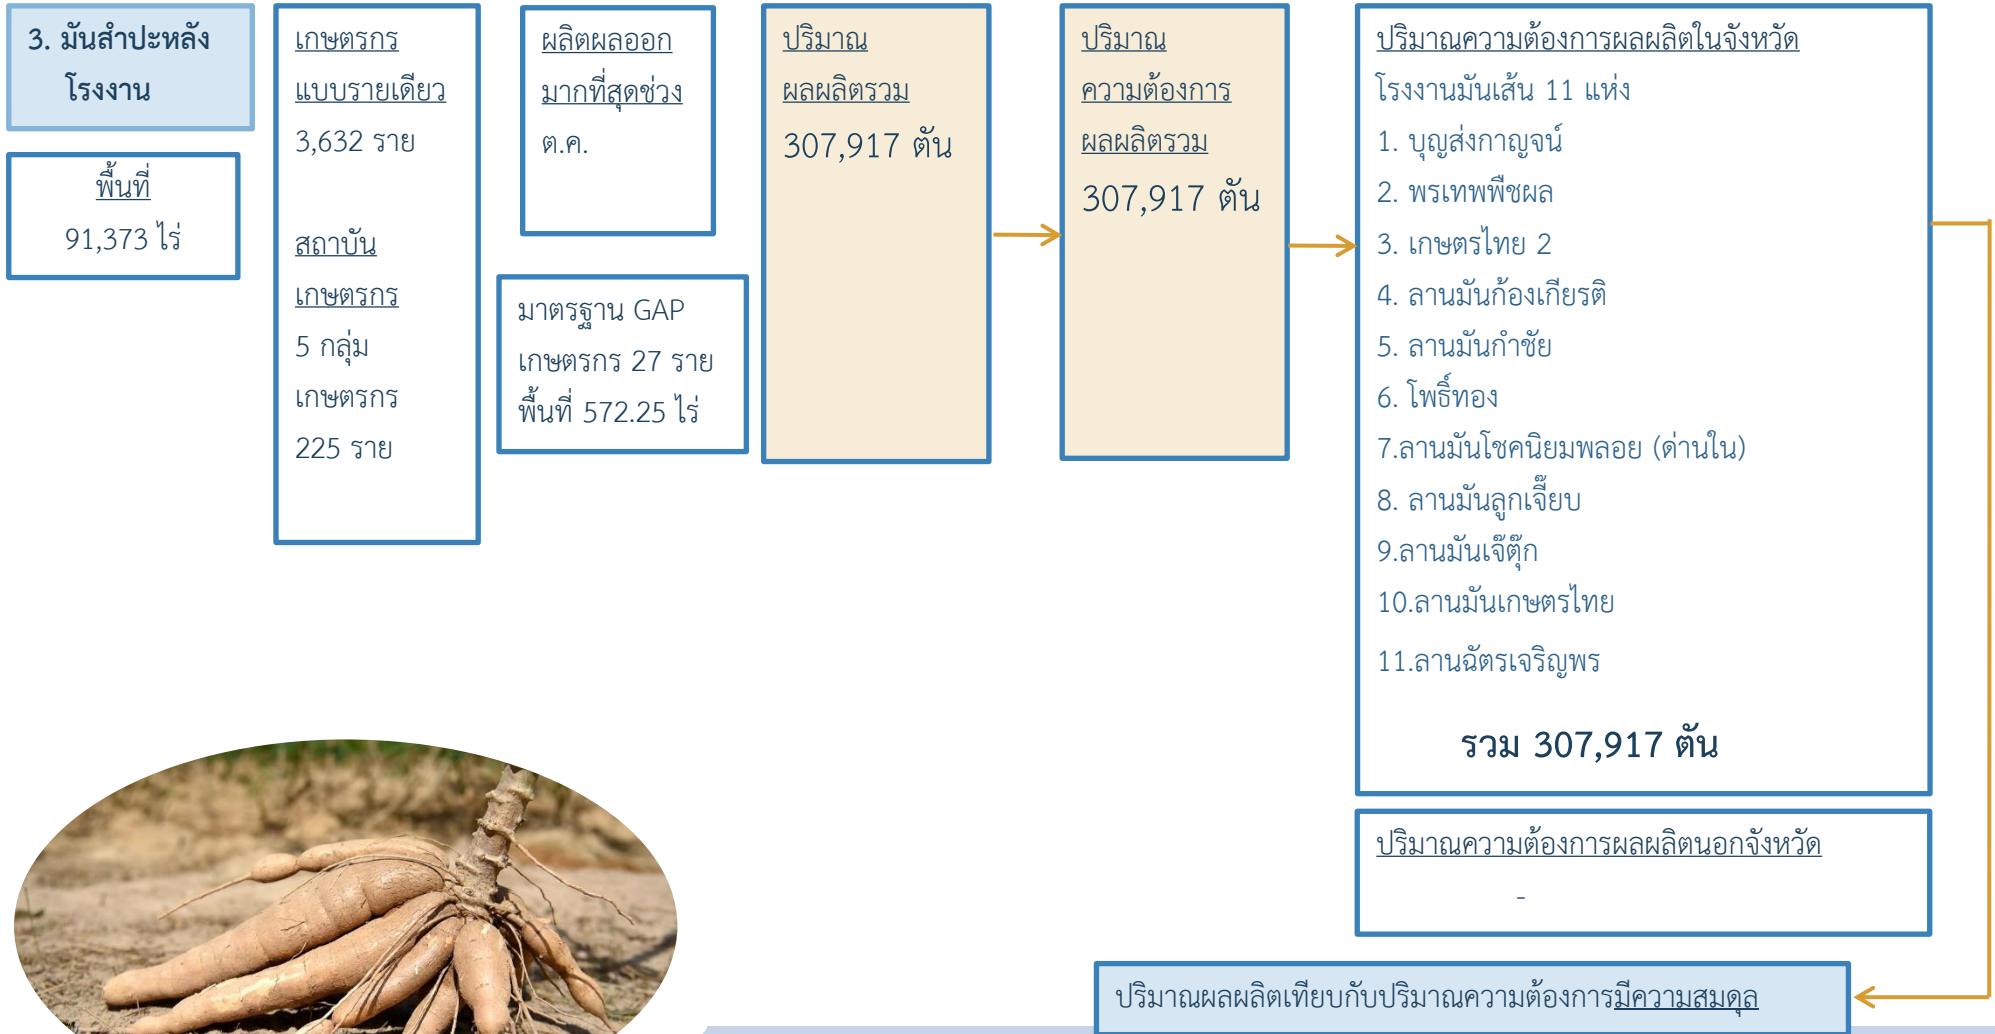 3. มันสำปะหลัง
โรงงาน
พื้นที่
91,373 ไร่
เกษตรกร
แบบรายเดียว
3,632 ราย
สถาบัน
เกษตรกร
5 กลุ่ม
เกษตรกร
225 ราย
ผลิตผลออก
มากที่สุดช่วง
ต.ค.
มาตรฐาน GAP
เกษตรกร 27 ราย
พื้นที่ 572.25 ไร่
ปริมาณ
ผลผลิตรวม
307,917 ตัน
ปริมาณ
ความต้องการ
ผลผลิตรวม
307,917 ตัน
ปริมาณความต้องการผลผลิตในจังหวัด
โรงงานมันเส้น 11 แห่ง
1. บุญส่งกาญจน์
2. พรเทพพืชผล
3. เกษตรไทย 2
4. ลานมันก้องเกียรติ
5. ลานมันกำชัย
6. โพธิ์ทอง
7.ลานมันโชคนิยมพลอย (ด่านใน)
8. ลานมันลูกเจี๊ยบ
9.ลานมันเจ๊ตุ๊ก
10.ลานมันเกษตรไทย
11.ลานฉัตรเจริญพร
รวม 307,917 ตัน
ปริมาณความต้องการผลผลิตนอกจังหวัด
-
ปริมาณผลผลิตเทียบกับปริมาณความต้องการมีความสมดุล